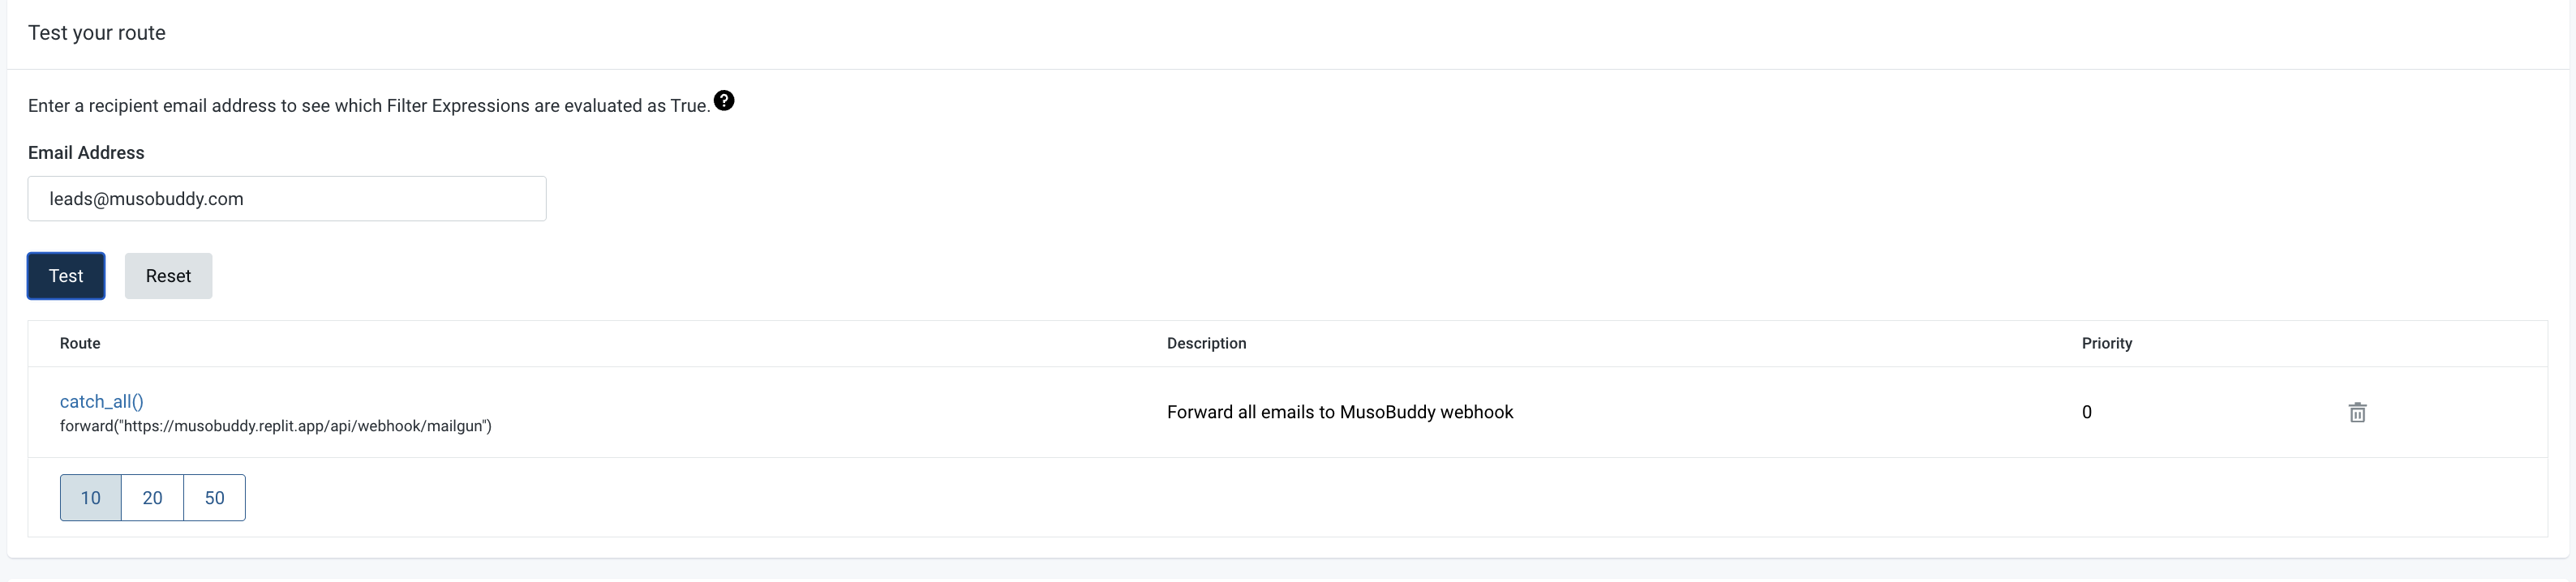 Test your route
Enter a recipient email address to see which Filter Expressions are evaluated as True. ?
Email Address
leads@musobuddy.com
Test Reset
Route Description Priority
catch_all()
forward("https://musobuddy.replit.app/api/webhook/mailgun")
Forward all emails to MusoBuddy webhook 0
10 20 50